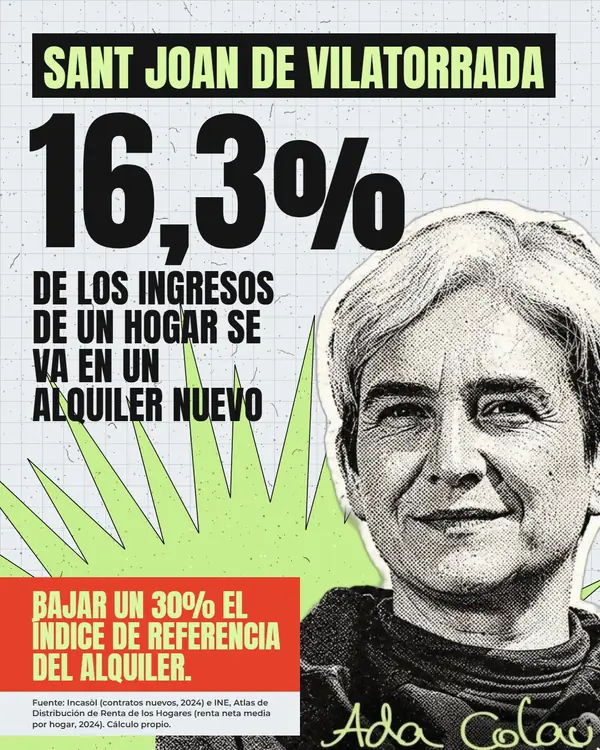 SANT JOAN DE VILATORRADA
16,3%
DE LOS INGRESOS
DE UN HOGAR SE
VA EN UN
ALQUILER NUEVO
BAJAR UN 30% EL
ÍNDICE DE REFERENCIA
DEL ALQUILER.
Fuente: Incasòl (contratos nuevos, 2024) e INE, Atlas de
Distribución de Renta de los Hogares (renta neta media
por hogar, 2024). Cálculo propio.
Ada Colau